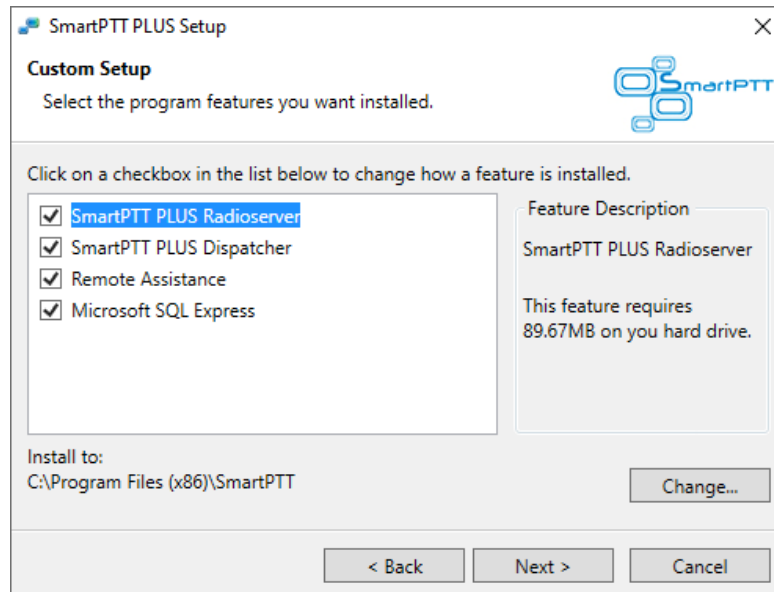 SmartPTT PLUS Setup
Custom Setup
Select the program features you want installed.
SmartPTT
Click on a checkbox in the list below to change how a feature is installed.
SmartPTT PLUS Radioserver
SmartPTT PLUS Dispatcher
Remote Assistance
Microsoft SQL Express
Feature Description
SmartPTT PLUS Radioserver
This feature requires
89.67MB on you hard drive.
Install to:
C:\Program Files (x86)\SmartPTT
Change...
< Back
Next >
Cancel